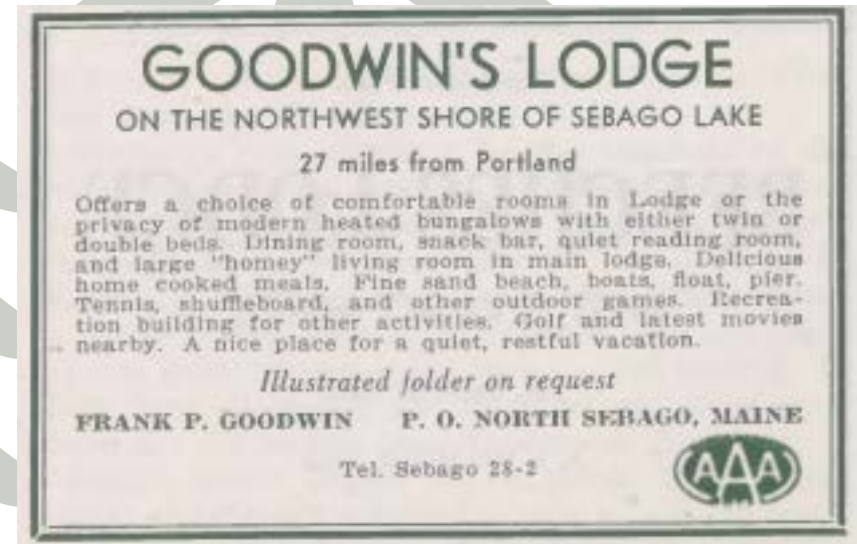 GOODWIN'S LODGE
ON THE NORTHWEST SHORE OF SEBAGO LAKE
27 miles from Portland
Offers a choice of comfortable rooms in Lodge or the
privacy of modern heated bungalows with either twin or
double beds. Dining room, snack bar, quiet reading room,
and large "homey" living room in main lodge. Delicious
home cooked meals. Fine sand beach, boats, float, pier.
Tennis, shuffleboard, and other outdoor games. Recrea-
tion building for other activities. Golf and latest movies
nearby. A nice place for a quiet, restful vacation.
Illustrated folder on request
FRANK P. GOODWIN P. O. NORTH SEBAGO, MAINE
Tel. Sebago 28-2
AAA